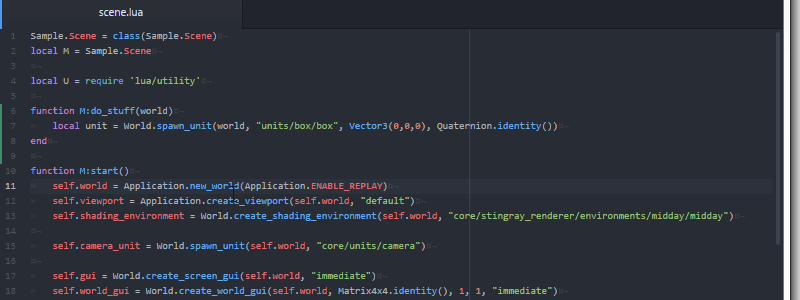 scene.lua
1 Sample.Scene = class(Sample.Scene)
2 local M = Sample.Scene
3
4 local U = require 'lua/utility'
5
6 function M:do_stuff(world)
7 local unit = World.spawn_unit(world, "units/box/box", Vector3(0,0,0), Quaternion.identity())
8 end
9
10 function M:start()
11 self.world = Application.new_world(Application.ENABLE_REPLAY)
12 self.viewport = Application.create_viewport(self.world, "default")
13 self.shading_environment = World.create_shading_environment(self.world, "core/stingray_renderer/environments/midday/midday")
14
15 self.camera_unit = World.spawn_unit(self.world, "core/units/camera")
16
17 self.gui = World.create_screen_gui(self.world, "immediate")
18 self.world_gui = World.create_world_gui(self.world, Matrix4x4.identity(), 1, 1, "immediate")